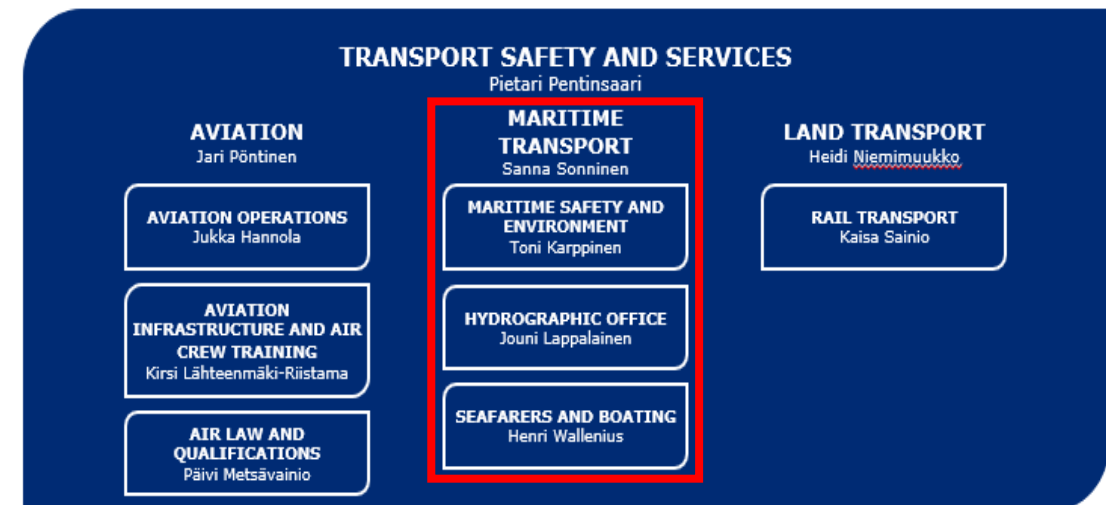 TRANSPORT SAFETY AND SERVICES
Pietari Pentinsaari
AVIATION
Jari Pöntinen
AVIATION OPERATIONS
Jukka Hannola
AVIATION
INFRASTRUCTURE AND AIR
CREW TRAINING
Kirsi Lähteenmäki-Riistama
AIR LAW AND
QUALIFICATIONS
Päivi Metsävainio
MARITIME
TRANSPORT
Sanna Sonninen
MARITIME SAFETY AND
ENVIRONMENT
Toni Karppinen
HYDROGRAPHIC OFFICE
Jouni Lappalainen
SEAFARERS AND BOATING
Henri Wallenius
LAND TRANSPORT
Heidi Niemimuukko
RAIL TRANSPORT
Kaisa Sainio